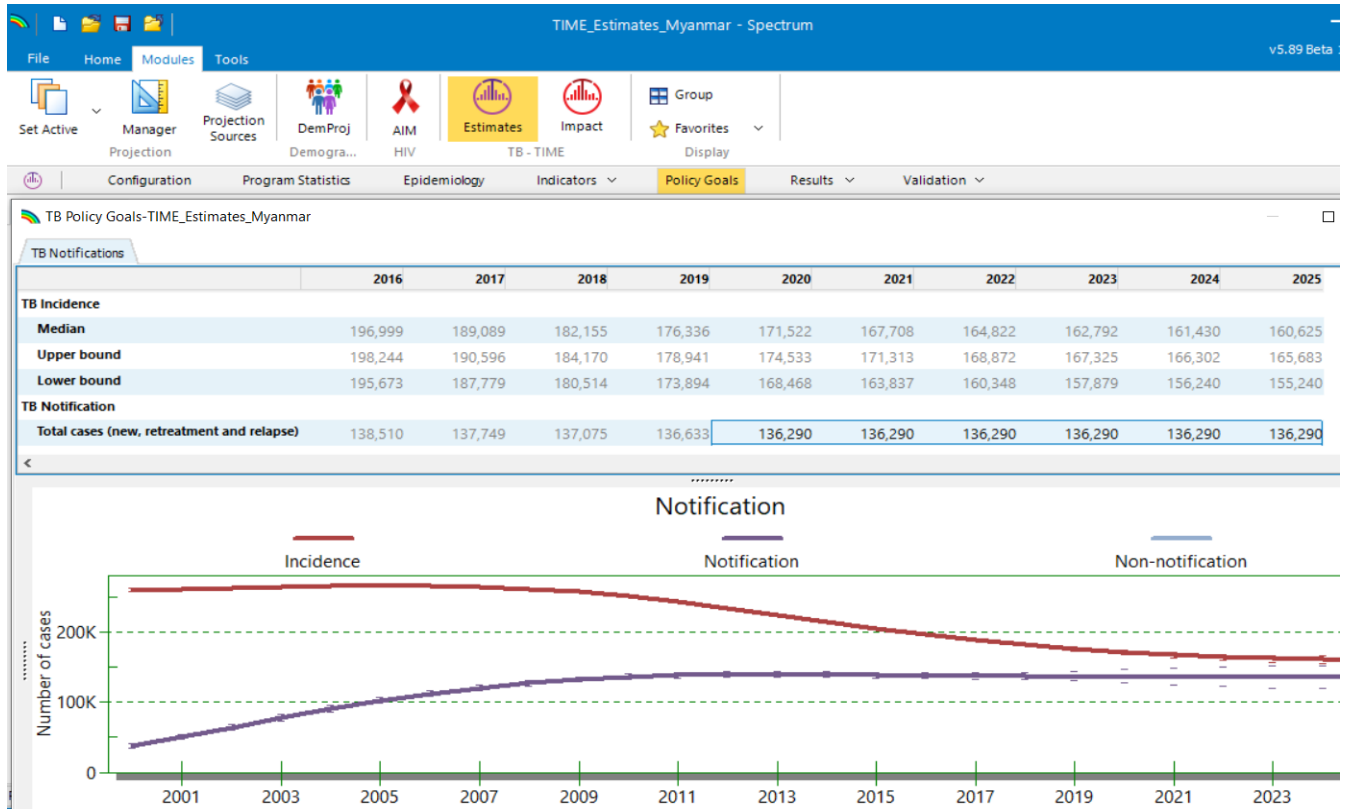 TIME_Estimates_Myanmar - Spectrum
v5.89 Beta
File Home Modules Tools
Set Active Manager Projection Sources DemProj AIM Estimates Impact Group Favorites
Projection Demogra... HIV TB - TIME Display
Configuration Program Statistics Epidemiology Indicators Policy Goals Results Validation
TB Policy Goals-TIME_Estimates_Myanmar
TB Notifications
2016 2017 2018 2019 2020 2021 2022 2023 2024 2025
TB Incidence
Median 196,999 189,089 182,155 176,336 171,522 167,708 164,822 162,792 161,430 160,625
Upper bound 198,244 190,596 184,170 178,941 174,533 171,313 168,872 167,325 166,302 165,683
Lower bound 195,673 187,779 180,514 173,894 168,468 163,837 160,348 157,879 156,240 155,240
TB Notification
Total cases (new, retreatment and relapse) 138,510 137,749 137,075 136,633 136,290 136,290 136,290 136,290 136,290 136,290
Notification
Incidence Notification Non-notification
Number of cases
200K
100K
0
2001 2003 2005 2007 2009 2011 2013 2015 2017 2019 2021 2023